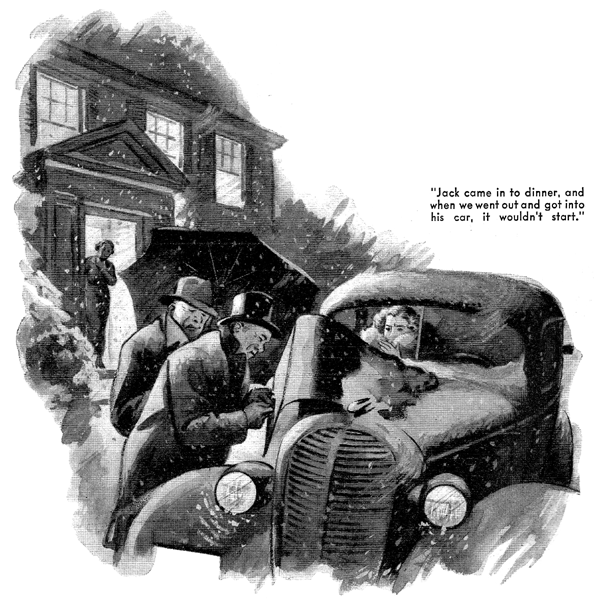 "Jack came in to dinner, and
when we went out and got into
his car, it wouldn't start."